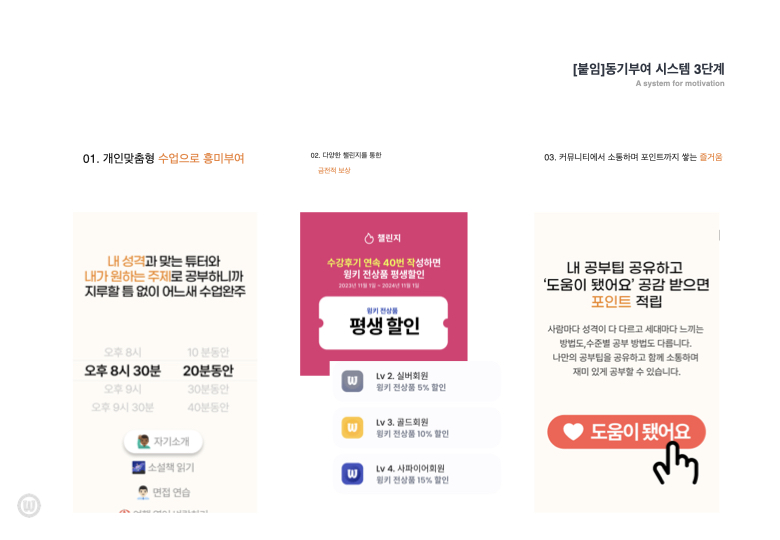 [붙임]동기부여 시스템 3단계
A system for motivation
01. 개인맞춤형 수업으로 흥미부여
내 성격과 맞는 튜터와
내가 원하는 주제로 공부하니까
지루할 틈 없이 어느새 수업완주
오후 8시 10 분동안
오후 8시 30분 20분동안
오후 9시 30분동안
오후 9시 30분 40분동안
자기소개
소설책 읽기
면접 연습
02. 다양한 챌린지를 통한
금전적 보상
챌린지
수강후기 연속 40번 작성하면
윙키 전상품 평생할인
2023년 11월 1일 ~ 2024년 11월 1일
윙키 전상품
평생 할인
Lv 2. 실버회원
윙키 전상품 5% 할인
Lv 3. 골드회원
윙키 전상품 10% 할인
Lv 4. 사파이어회원
윙키 전상품 15% 할인
03. 커뮤니티에서 소통하며 포인트까지 쌓는 즐거움
내 공부팁 공유하고
‘도움이 됐어요’ 공감 받으면
포인트 적립
사람마다 성격이 다 다르고 세대마다 느끼는
방법도,수준별 공부 방법도 다릅니다.
나만의 공부팁을 공유하고 함께 소통하며
재미 있게 공부할 수 있습니다.
도움이 됐어요